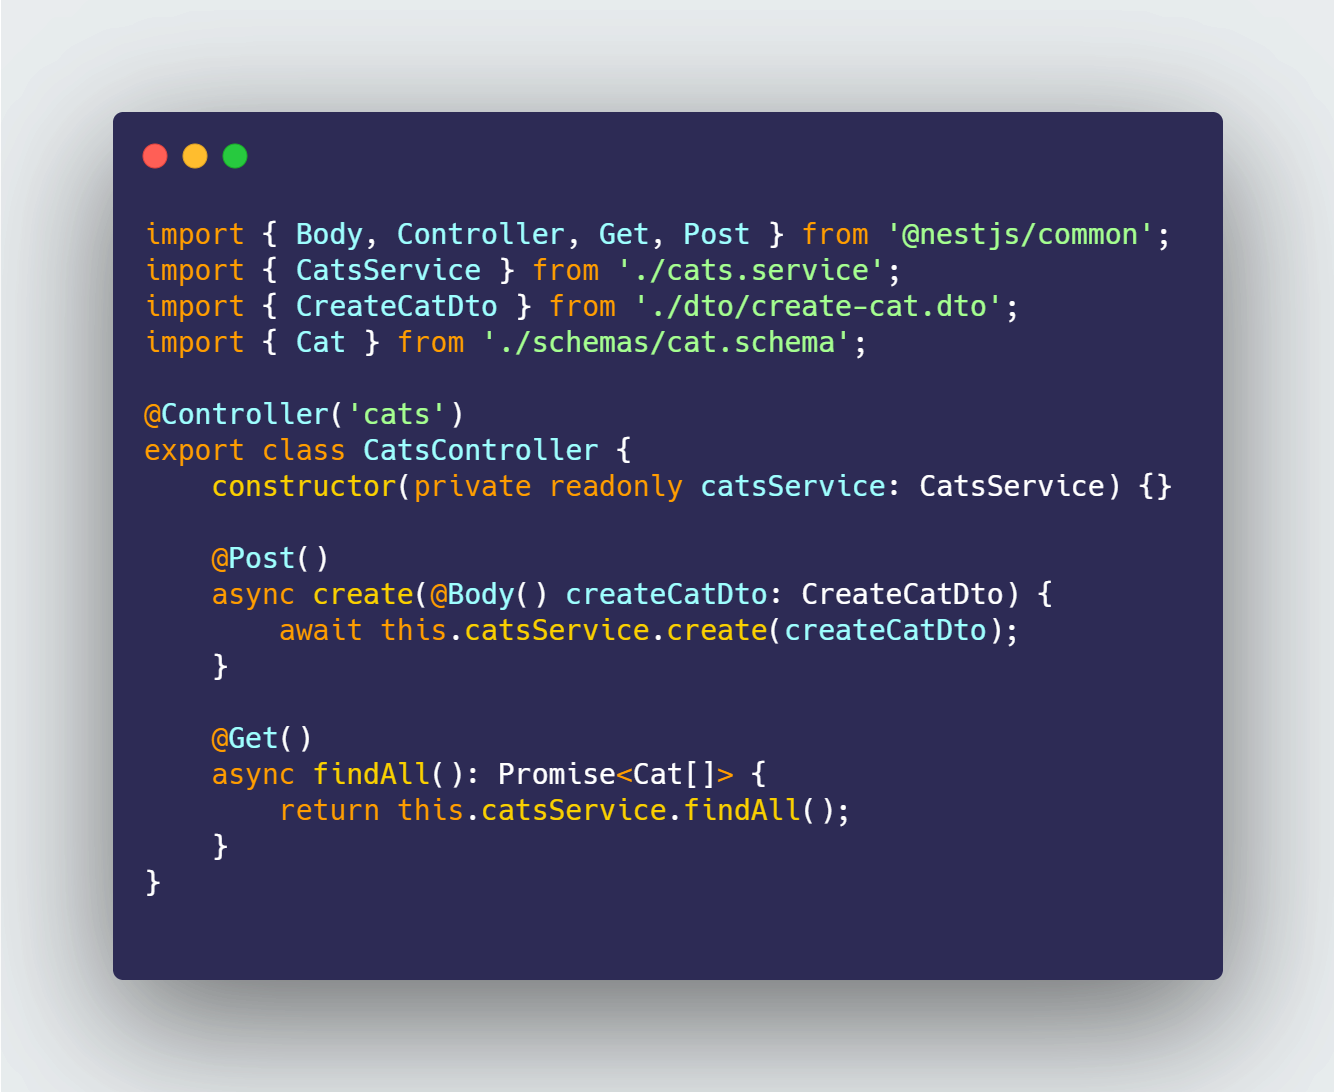 import { Body, Controller, Get, Post } from '@nestjs/common';
import { CatsService } from './cats.service';
import { CreateCatDto } from './dto/create-cat.dto';
import { Cat } from './schemas/cat.schema';

@Controller('cats')
export class CatsController {
    constructor(private readonly catsService: CatsService) {}

    @Post()
    async create(@Body() createCatDto: CreateCatDto) {
        await this.catsService.create(createCatDto);
    }

    @Get()
    async findAll(): Promise<Cat[]> {
        return this.catsService.findAll();
    }
}